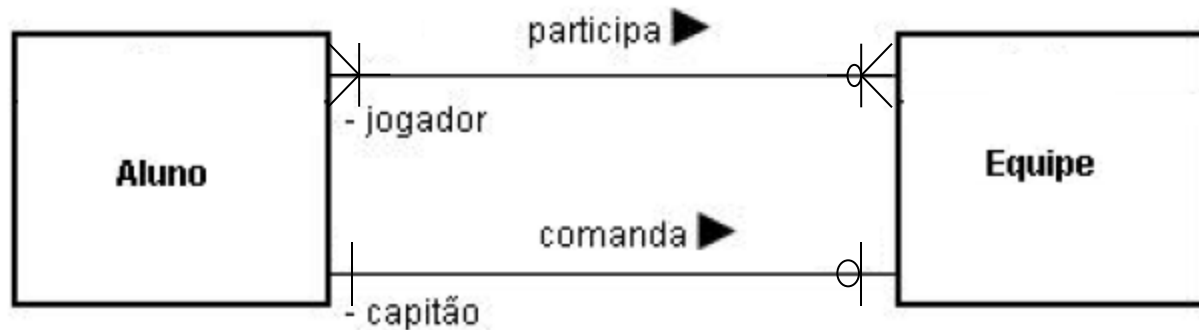 participa
- jogador
Aluno
Equipe
comanda
- capitão